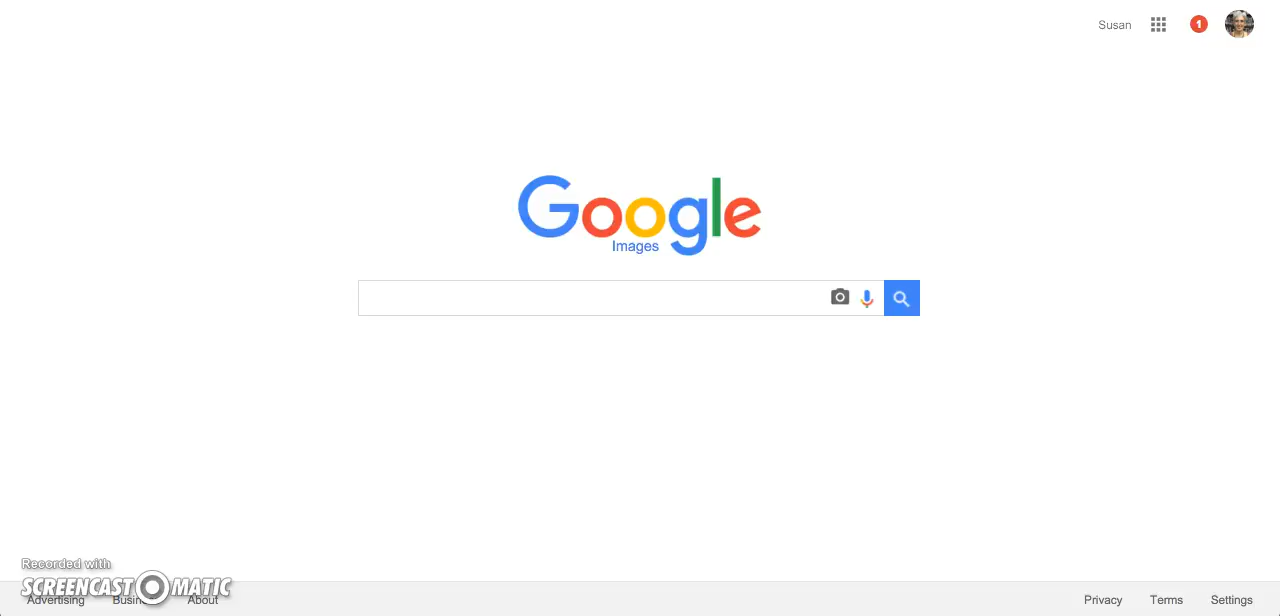 Susan
1
Google
Images
Recorded with
SCREENCAST-O-MATIC
Advertising
About
Privacy Terms Settings